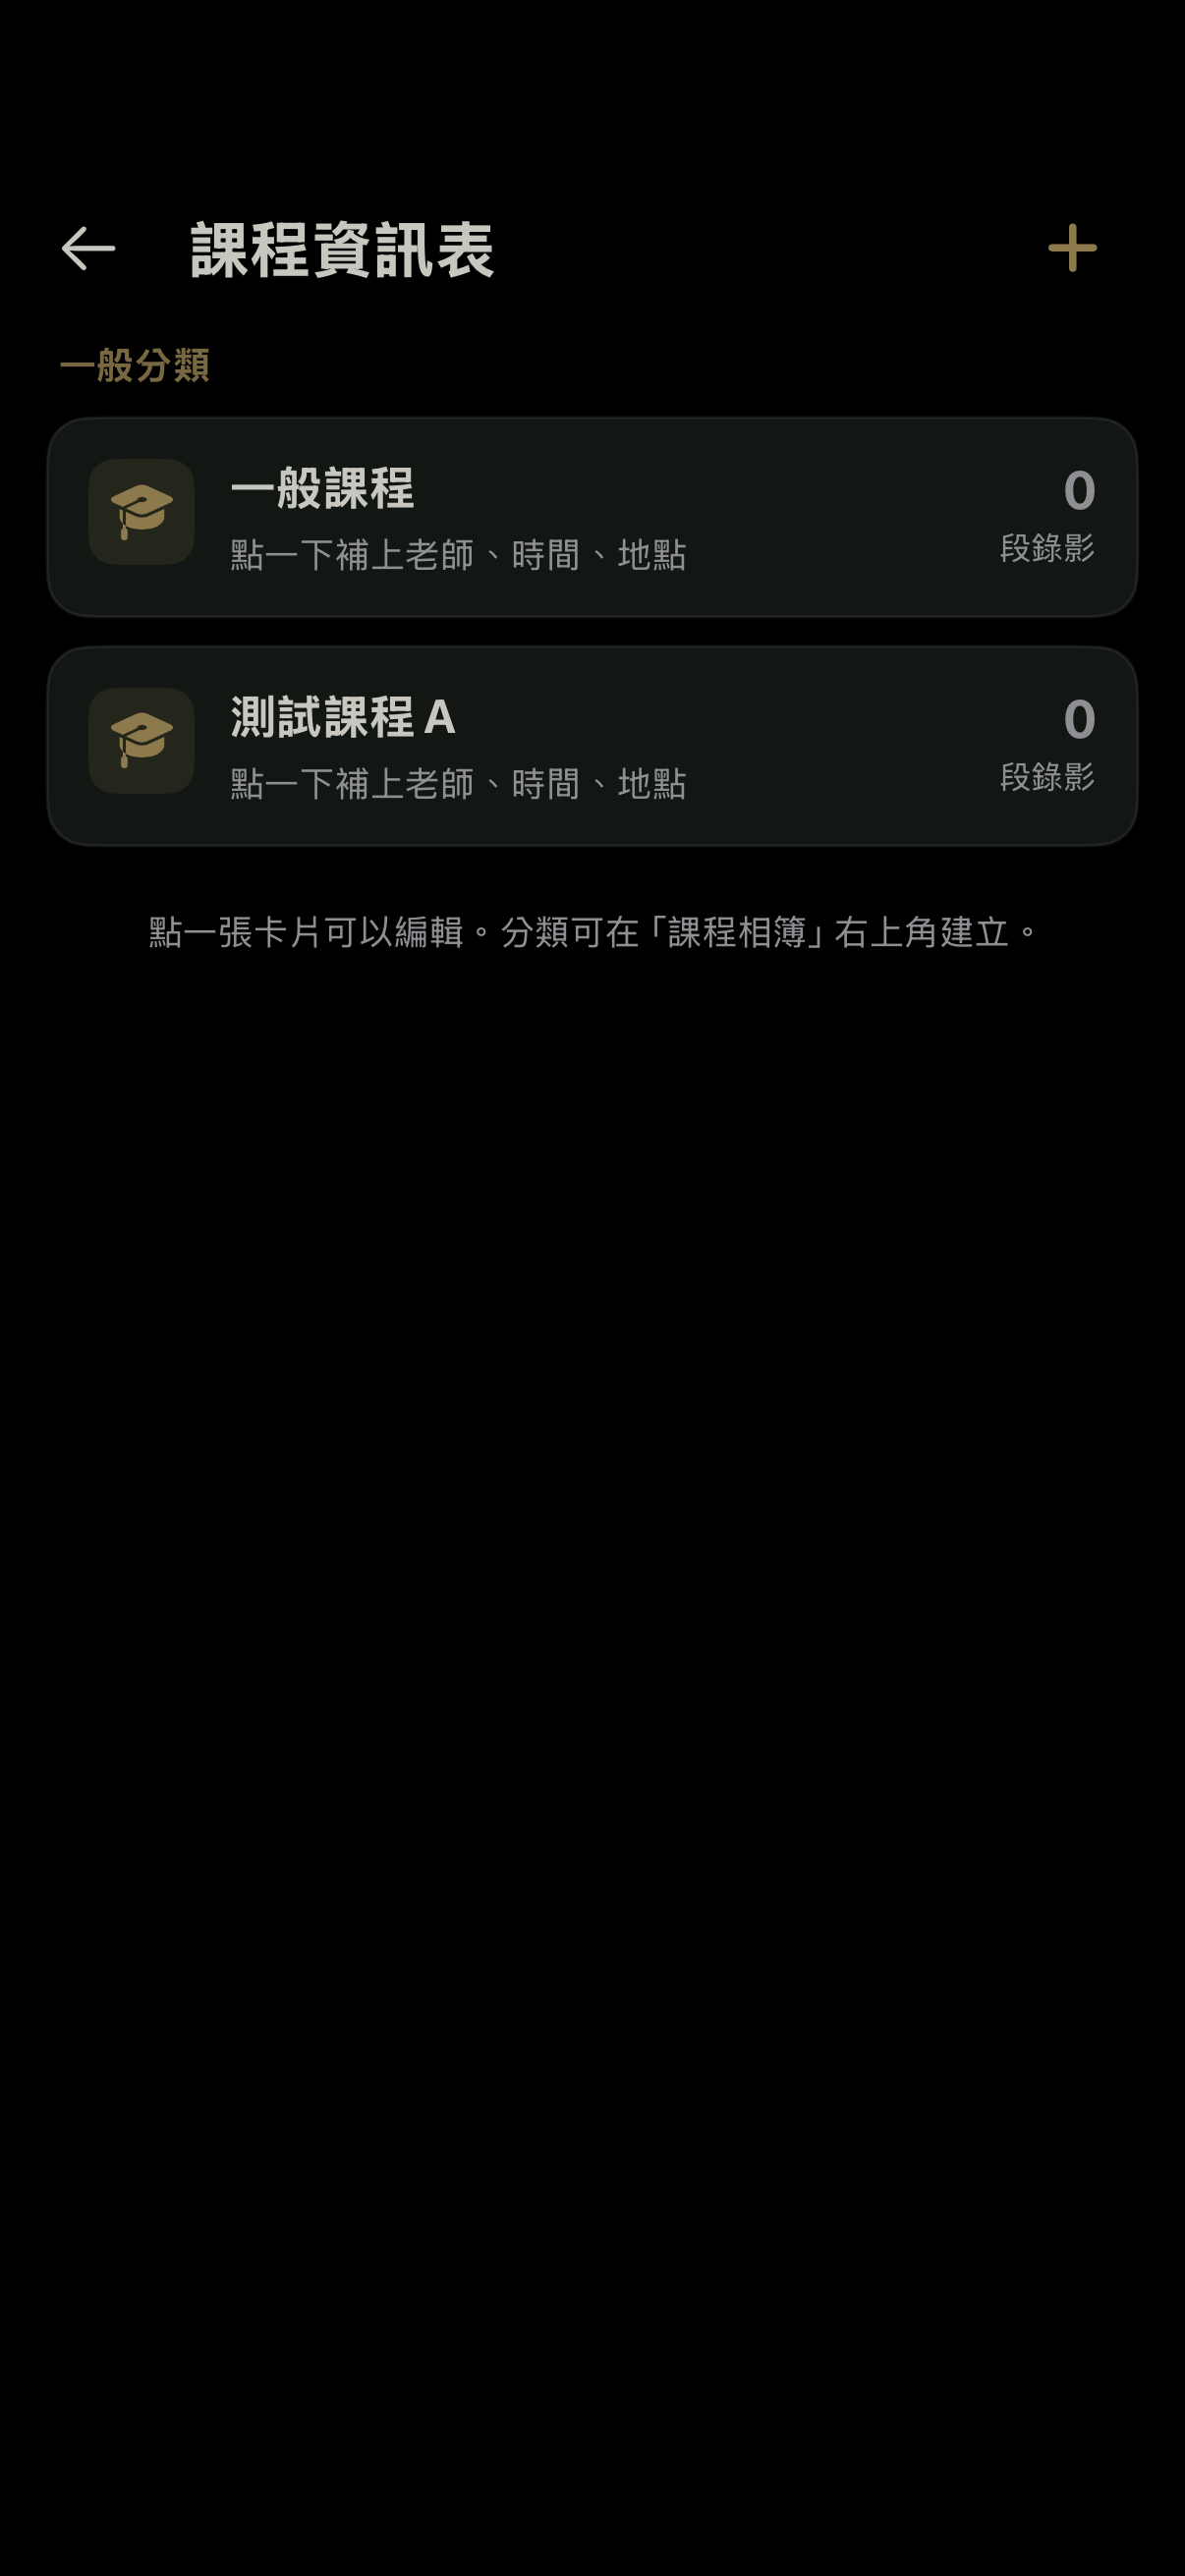 課程資訊表
一般分類
一般課程
點一下補上老師、時間、地點
0
段錄影
測試課程 A
點一下補上老師、時間、地點
0
段錄影
點一張卡片可以編輯。分類可在「課程相簿」右上角建立。